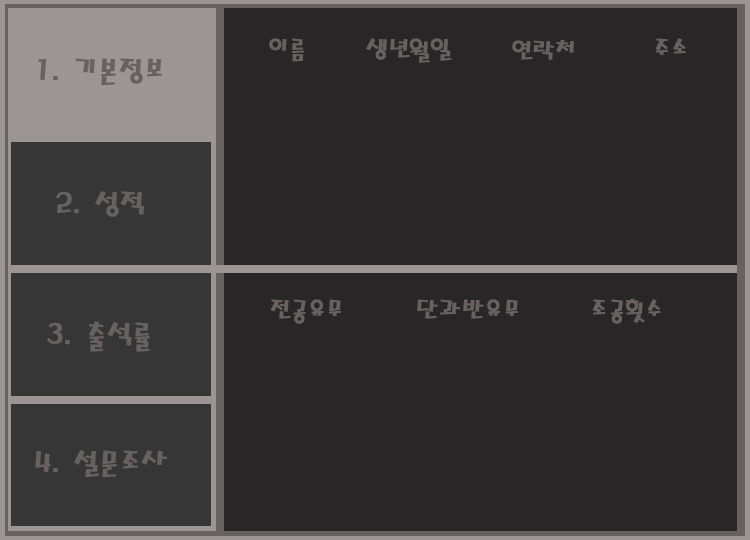 1. 기본정보
이름 생년월일 연락처 주소
2. 성적
3. 출석률
전공유무 단과반유무 조공횟수
4. 설문조사